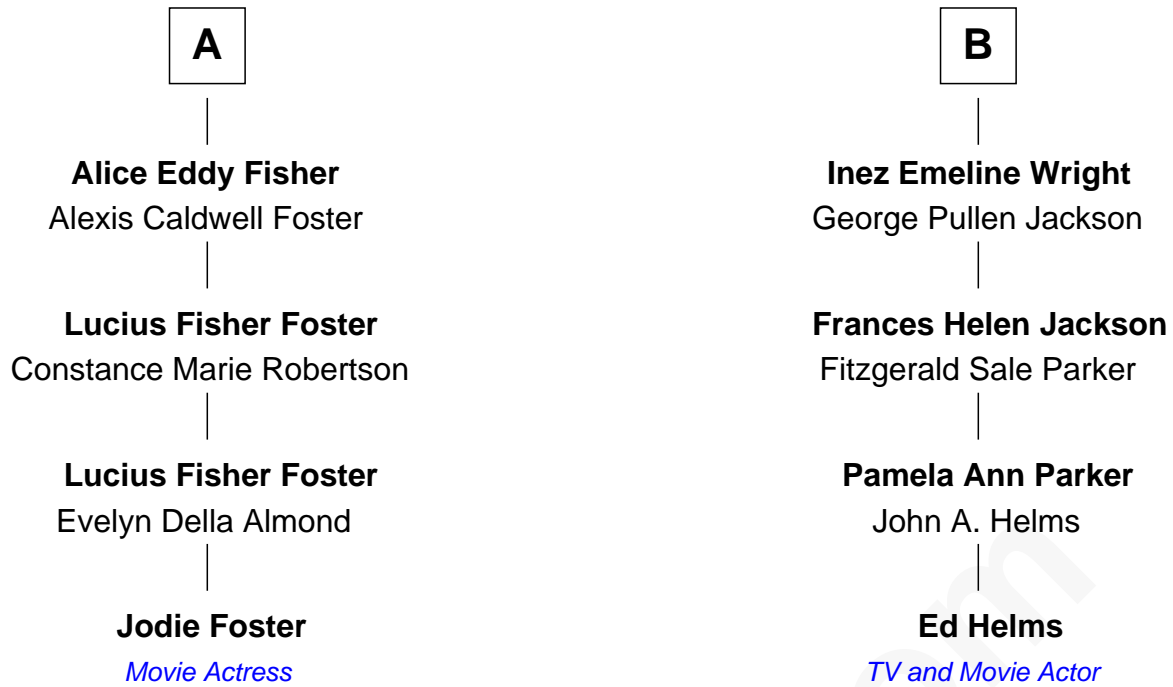 A
Alice Eddy Fisher
Alexis Caldwell Foster
Lucius Fisher Foster
Constance Marie Robertson
Lucius Fisher Foster
Evelyn Della Almond
Jodie Foster
Movie Actress
B
Inez Emeline Wright
George Pullen Jackson
Frances Helen Jackson
Fitzgerald Sale Parker
Pamela Ann Parker
John A. Helms
Ed Helms
TV and Movie Actor